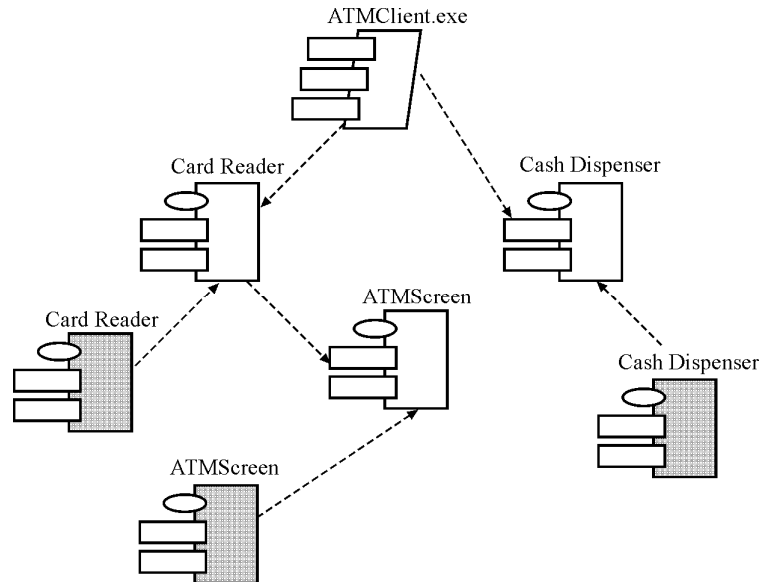 ATMClient.exe
Card Reader
Cash Dispenser
ATMScreen
Card Reader
Cash Dispenser
ATMScreen